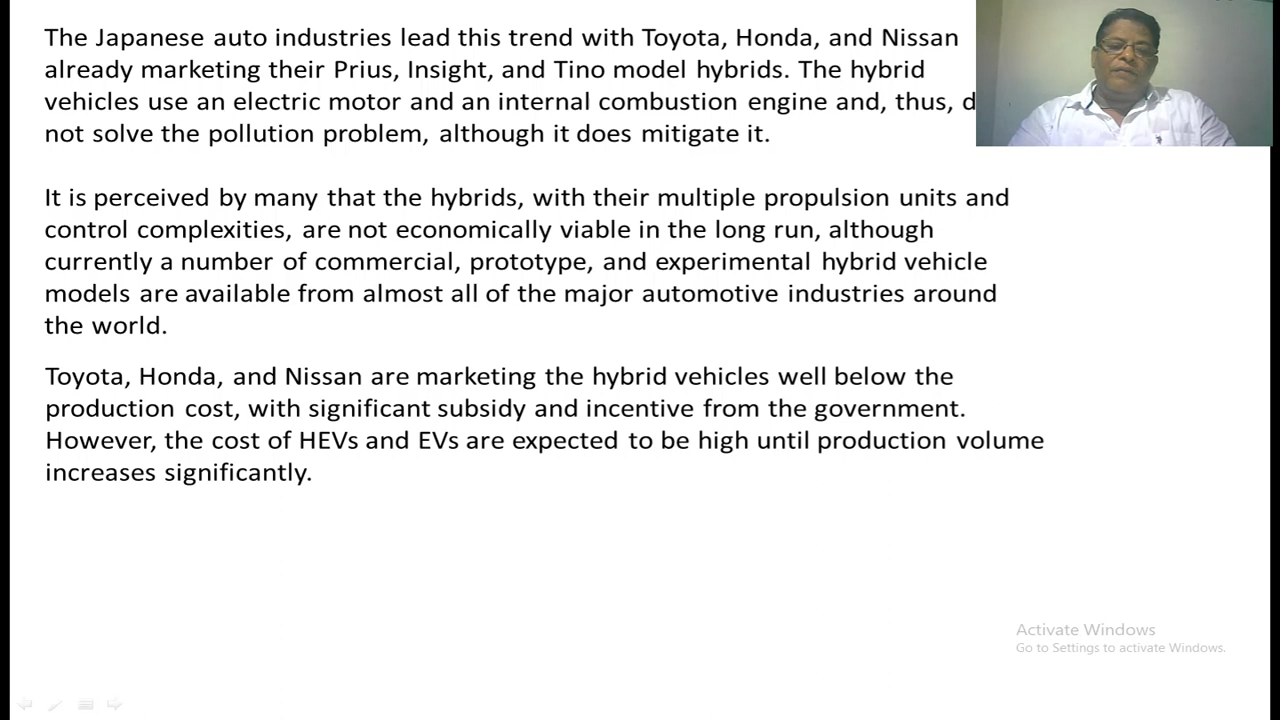 The Japanese auto industries lead this trend with Toyota, Honda, and Nissan
already marketing their Prius, Insight, and Tino model hybrids. The hybrid
vehicles use an electric motor and an internal combustion engine and, thus,
not solve the pollution problem, although it does mitigate it.
It is perceived by many that the hybrids, with their multiple propulsion units and
control complexities, are not economically viable in the long run, although
currently a number of commercial, prototype, and experimental hybrid vehicle
models are available from almost all of the major automotive industries around
the world.
Toyota, Honda, and Nissan are marketing the hybrid vehicles well below the
production cost, with significant subsidy and incentive from the government.
However, the cost of HEVs and EVs are expected to be high until production volume
increases significantly.
Activate Windows
Go to Settings to activate Windows.